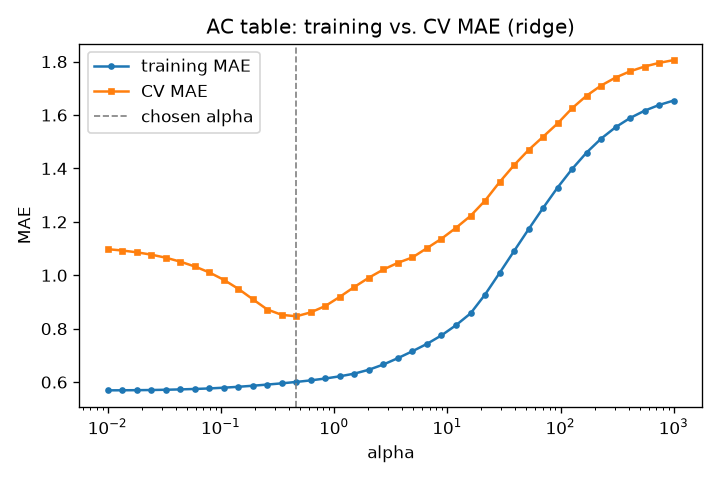 AC table: training vs. CV MAE (ridge)
training MAE
CV MAE
chosen alpha
MAE
1.8
1.6
1.4
1.2
1.0
0.8
0.6
10⁻² 10⁻¹ 10⁰ 10¹ 10² 10³
alpha